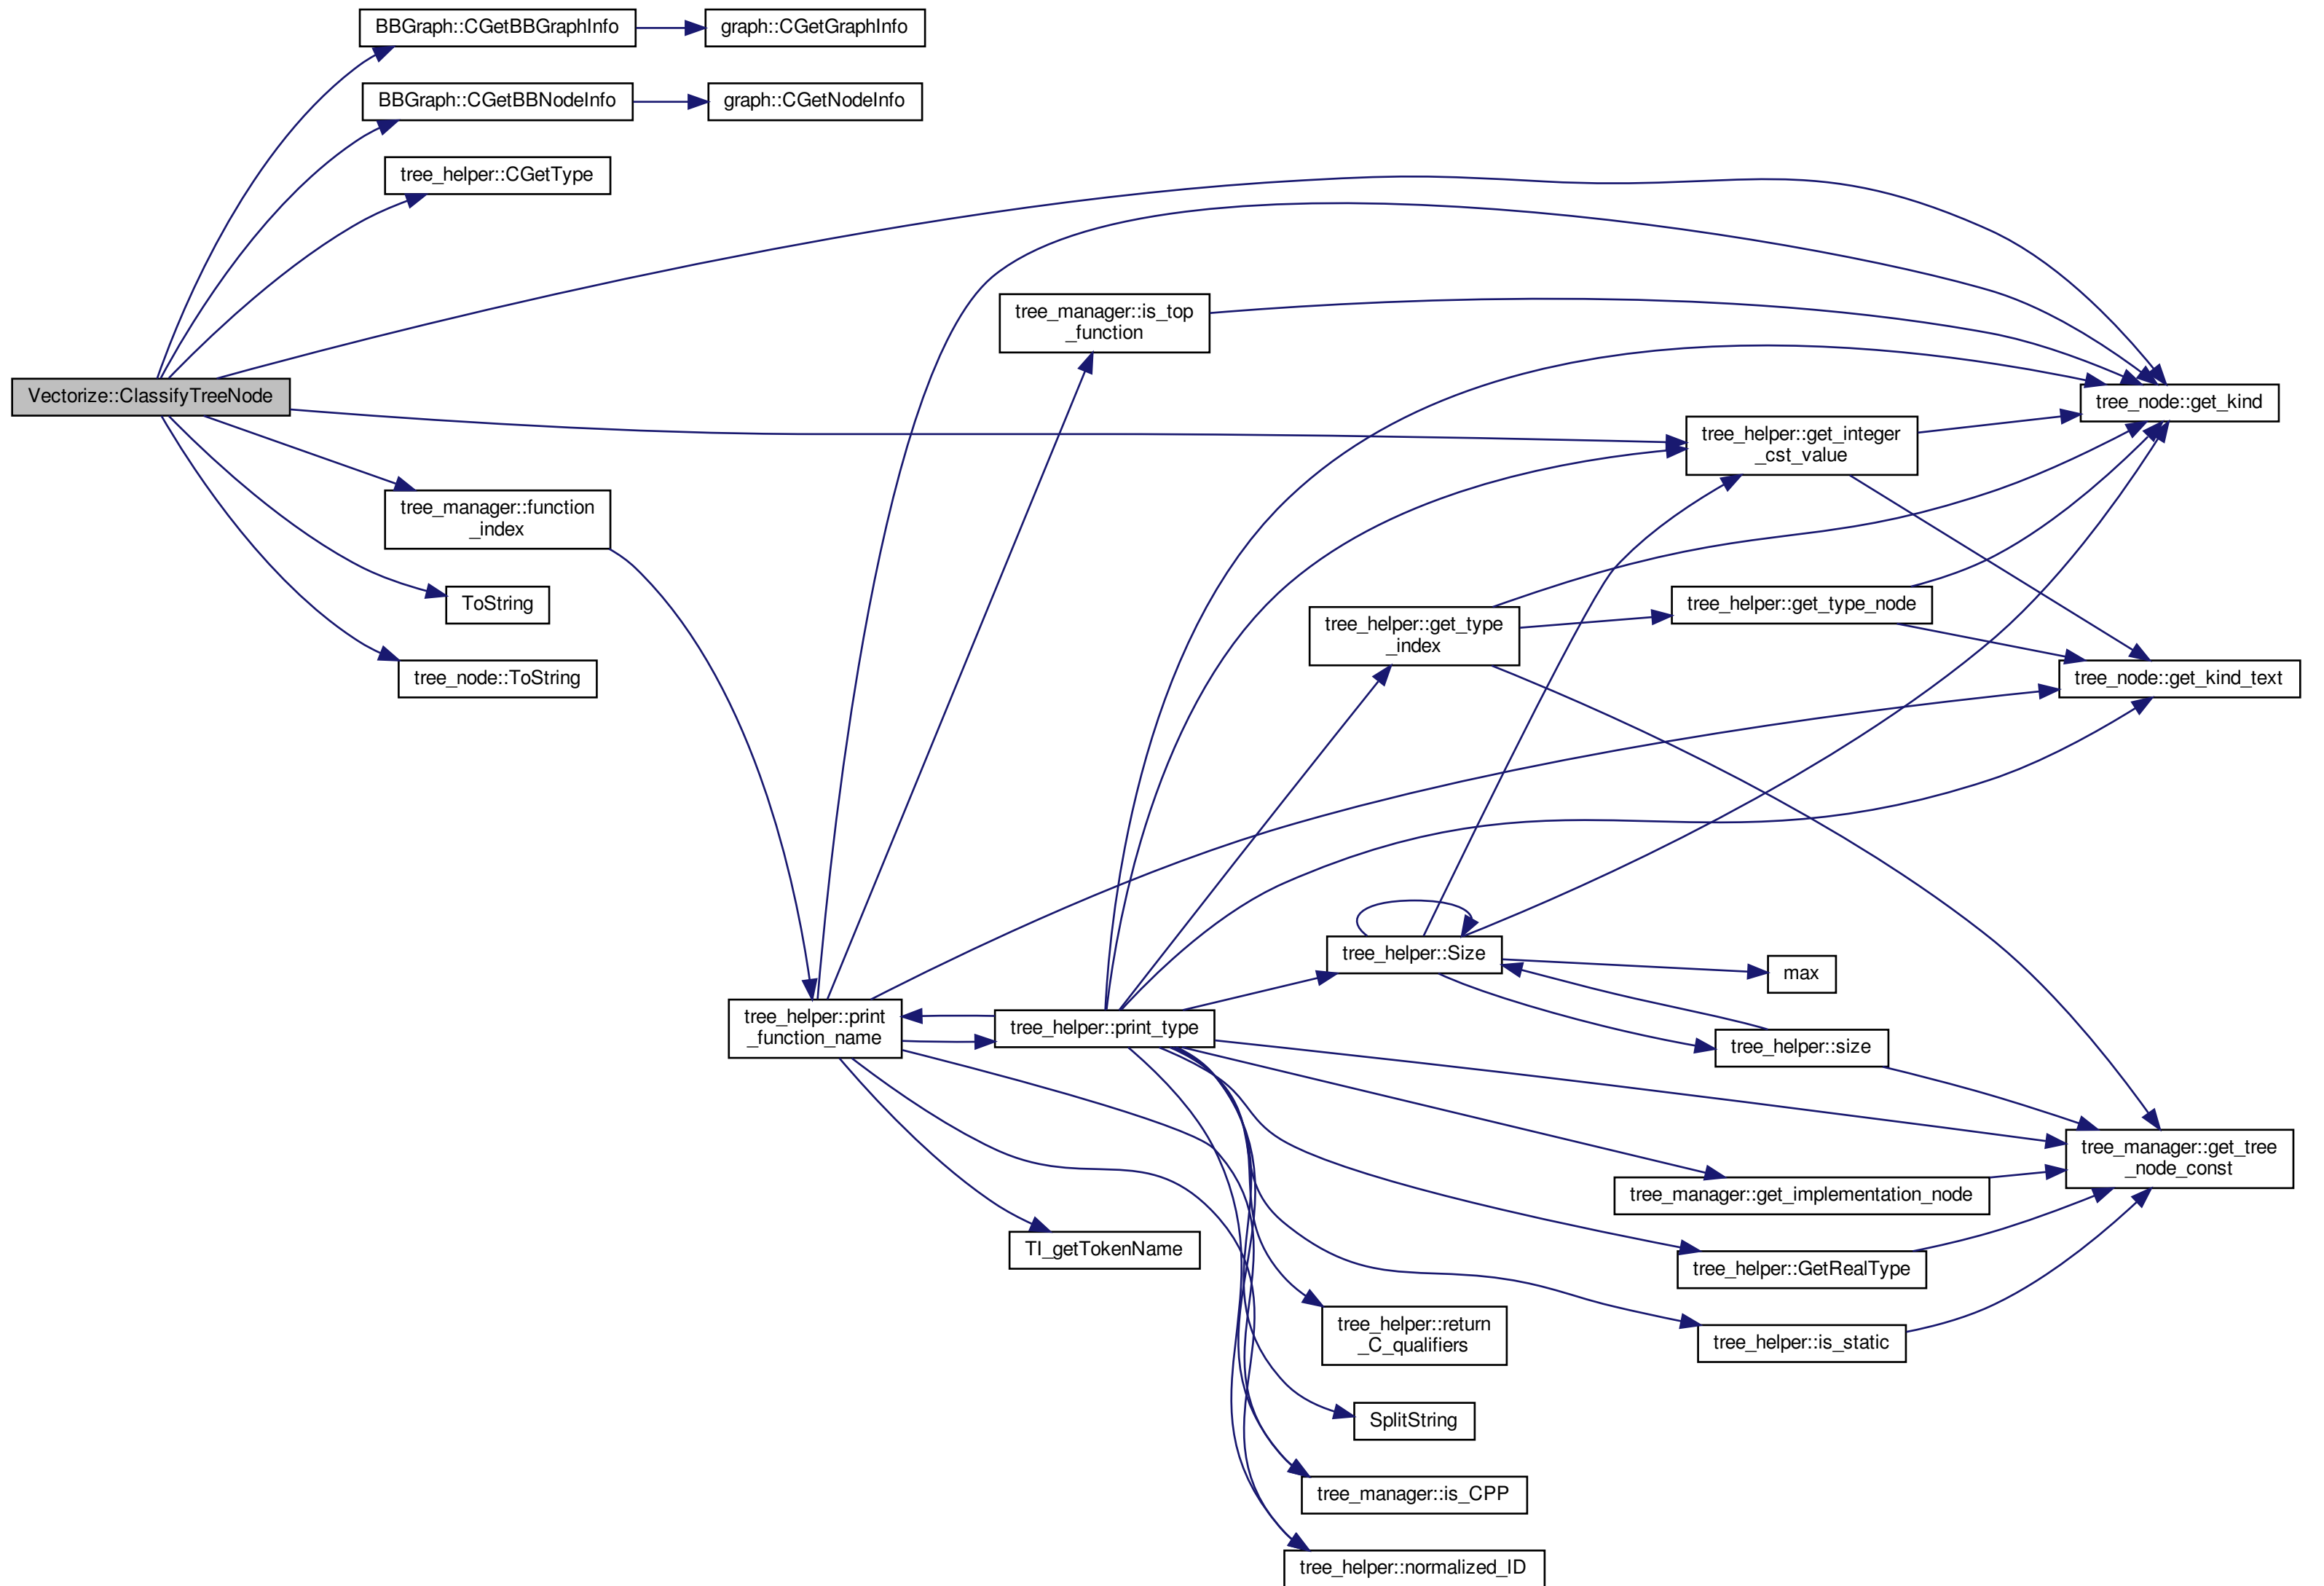 BBGraph::CGetBBGraphInfo
graph::CGetGraphInfo
BBGraph::CGetBBNodeInfo
graph::CGetNodeInfo
tree_helper::CGetType
Vectorize::ClassifyTreeNode
tree_manager::is_top
_function
tree_node::get_kind
tree_helper::get_integer
_cst_value
tree_manager::function
_index
ToString
tree_helper::get_type
_index
tree_helper::get_type_node
tree_node::ToString
tree_node::get_kind_text
tree_helper::Size
max
tree_helper::print
_function_name
tree_helper::print_type
tree_helper::size
tree_manager::get_tree
_node_const
tree_manager::get_implementation_node
TI_getTokenName
tree_helper::GetRealType
tree_helper::return
_C_qualifiers
tree_helper::is_static
SplitString
tree_manager::is_CPP
tree_helper::normalized_ID